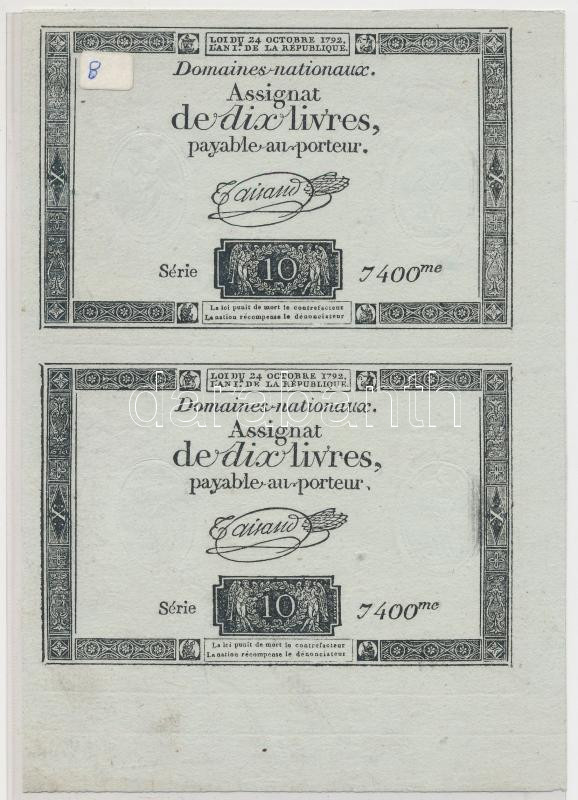 LOI DU 24 OCTOBRE 1792.
L'AN I.er DE LA RÉPUBLIQUE.
8
Domaines nationaux.
Assignat
de dix livres,
payable au porteur.
Taisaud
Série 10 7400me
La loi punit de mort le contrefacteur
La nation récompense le dénonciateur
X
X
LOI DU 24 OCTOBRE 1792.
L'AN I.er DE LA RÉPUBLIQUE.
darabanth
Domaines nationaux.
Assignat
de dix livres,
payable au porteur.
Taisaud
Série 10 7400me
La loi punit de mort le contrefacteur
La nation récompense le dénonciateur
X
X